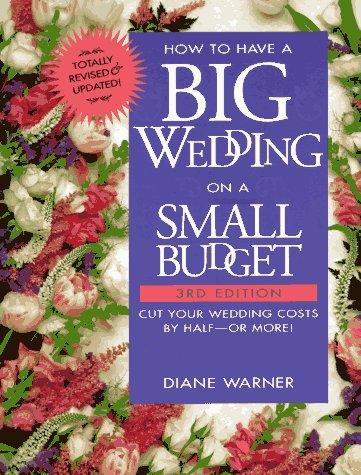 TOTALLY
REVISED &
UPDATED!
HOW TO HAVE A
BIG
WEDDING
ON A
SMALL
BUDGET
3RD EDITION
CUT YOUR WEDDING COSTS
BY HALF—OR MORE!
DIANE WARNER